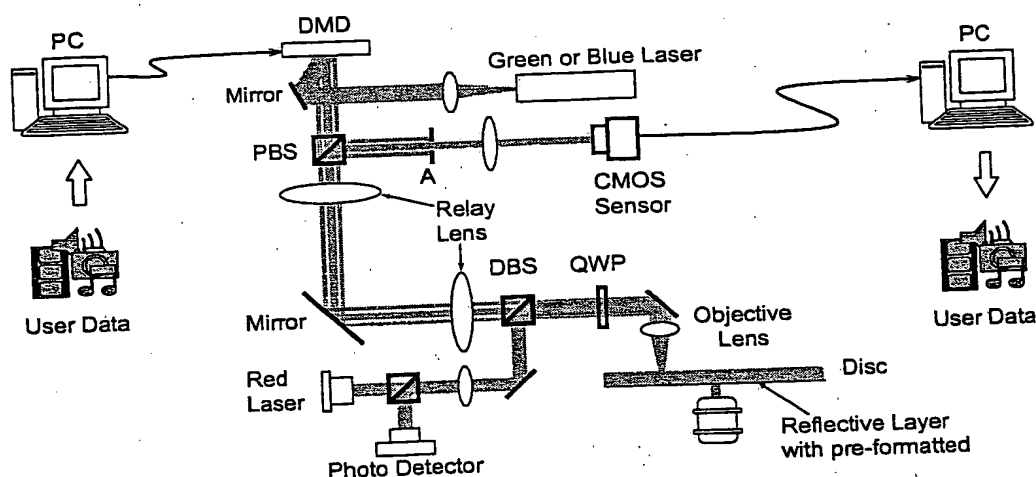 PC
DMD
PC
Green or Blue Laser
Mirror
PBS
A
CMOS
Sensor
Relay
Lens
User Data
DBS
QWP
User Data
Mirror
Objective
Lens
Disc
Red
Laser
Reflective Layer
with pre-formatted
Photo Detector